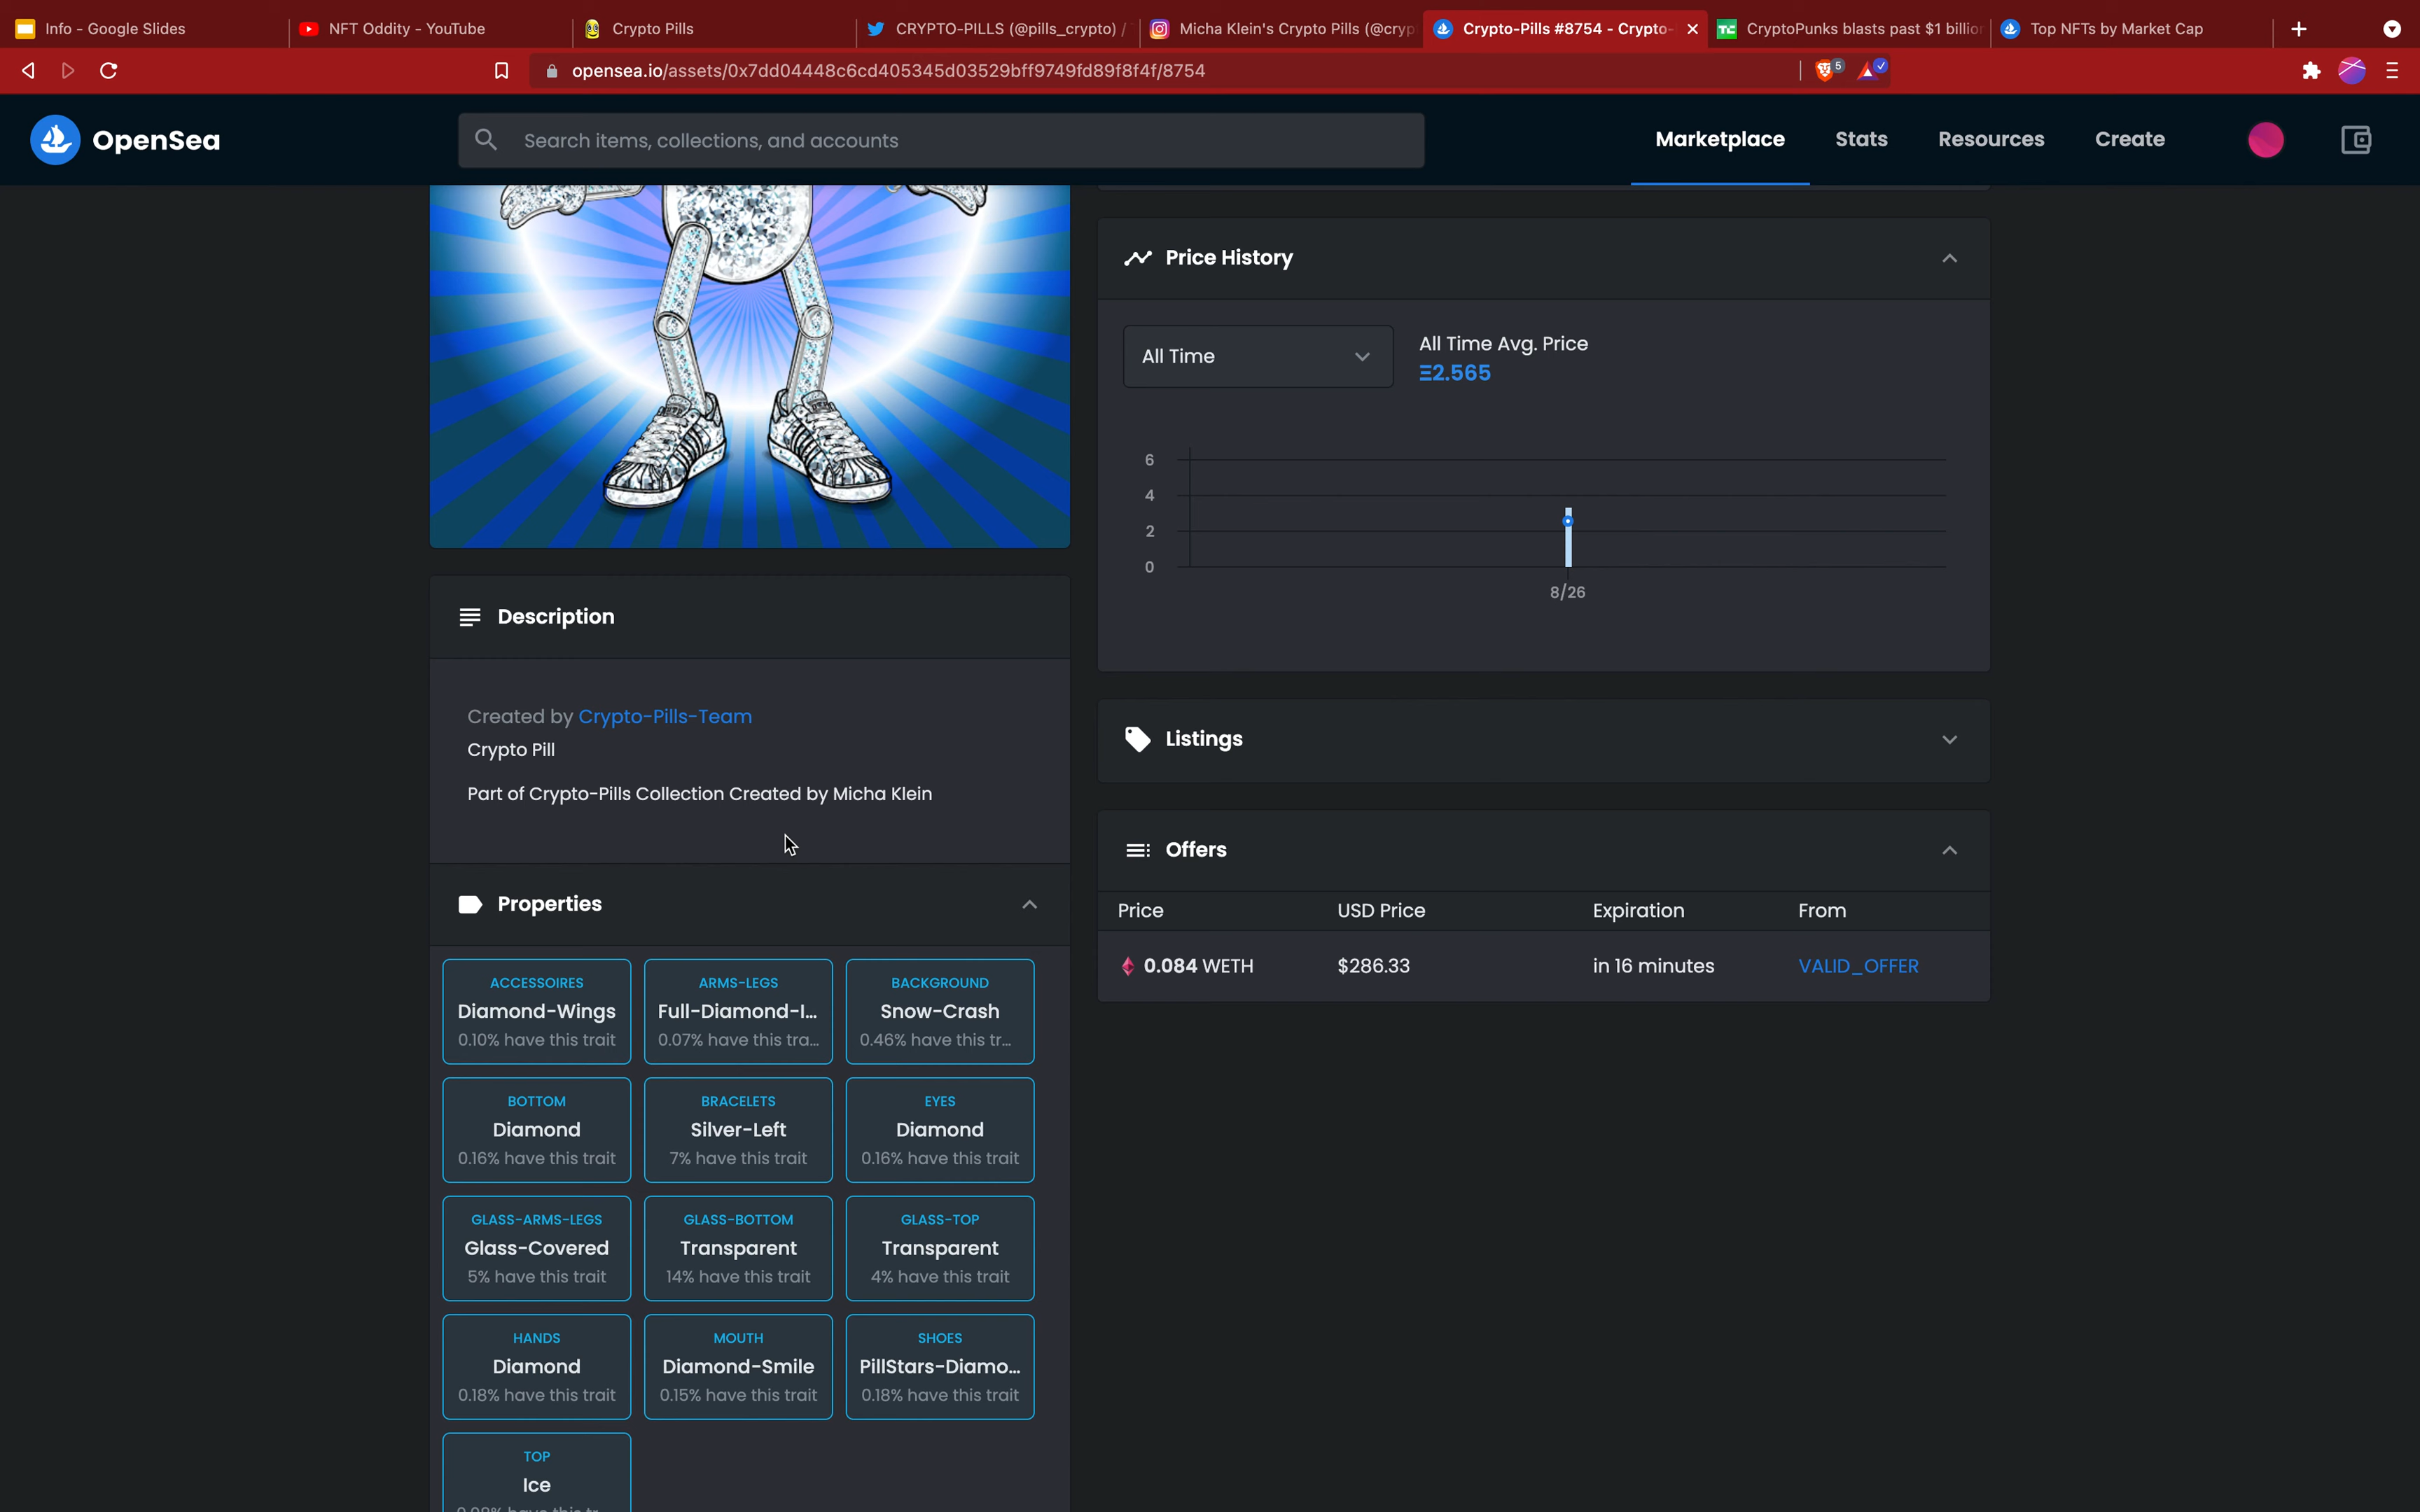 Info - Google Slides
NFT Oddity - YouTube
Crypto Pills
CRYPTO-PILLS (@pills_crypto) /
Micha Klein's Crypto Pills (@cryp
Crypto-Pills #8754 - Crypto-
CryptoPunks blasts past $1 billion
Top NFTs by Market Cap
opensea.io/assets/0x7dd04448c6cd405345d03529bff9749fd89f8f4f/8754
5
OpenSea
Search items, collections, and accounts
Marketplace
Stats
Resources
Create
Price History
All Time
All Time Avg. Price
Ξ2.565
6
4
2
0
8/26
Description
Created by Crypto-Pills-Team
Crypto Pill
Part of Crypto-Pills Collection Created by Micha Klein
Listings
Offers
Price USD Price Expiration From
0.084 WETH $286.33 in 16 minutes VALID_OFFER
Properties
ACCESSOIRES
Diamond-Wings
0.10% have this trait
ARMS-LEGS
Full-Diamond-I...
0.07% have this tra...
BACKGROUND
Snow-Crash
0.46% have this tr...
BOTTOM
Diamond
0.16% have this trait
BRACELETS
Silver-Left
7% have this trait
EYES
Diamond
0.16% have this trait
GLASS-ARMS-LEGS
Glass-Covered
5% have this trait
GLASS-BOTTOM
Transparent
14% have this trait
GLASS-TOP
Transparent
4% have this trait
HANDS
Diamond
0.18% have this trait
MOUTH
Diamond-Smile
0.15% have this trait
SHOES
PillStars-Diamo...
0.18% have this trait
TOP
Ice